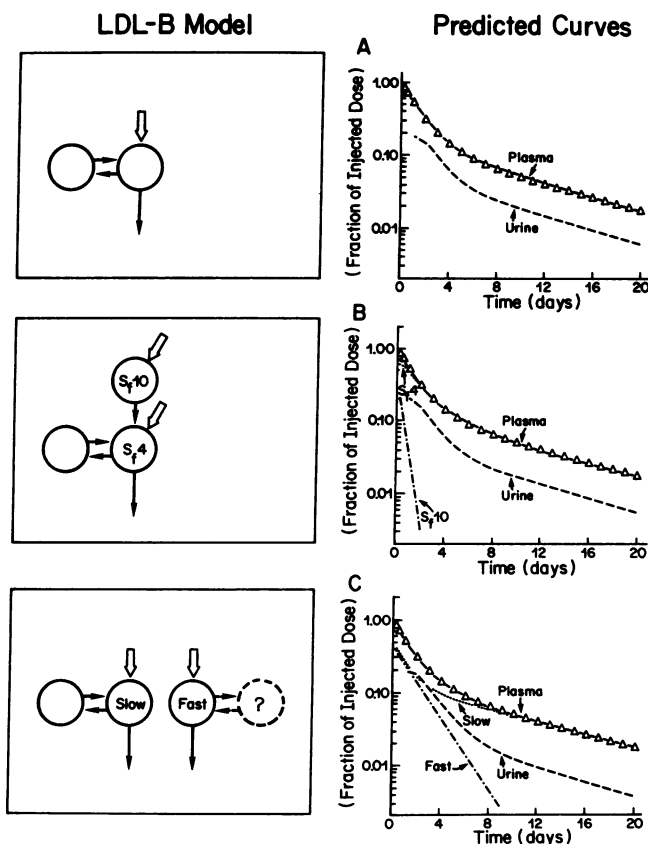 LDL-B Model
Predicted Curves
A
(Fraction of Injected Dose)
1.00
0.10
0.01
Plasma
Urine
0 4 8 12 16 20
Time (days)
B
Sf10
Sf4
(Fraction of Injected Dose)
1.00
0.10
0.01
Sf4
Plasma
Urine
Sf10
0 4 8 12 16 20
Time (days)
C
Slow
Fast
?
(Fraction of Injected Dose)
1.00
0.10
0.01
Plasma
Slow
Urine
Fast
0 4 8 12 16 20
Time (days)